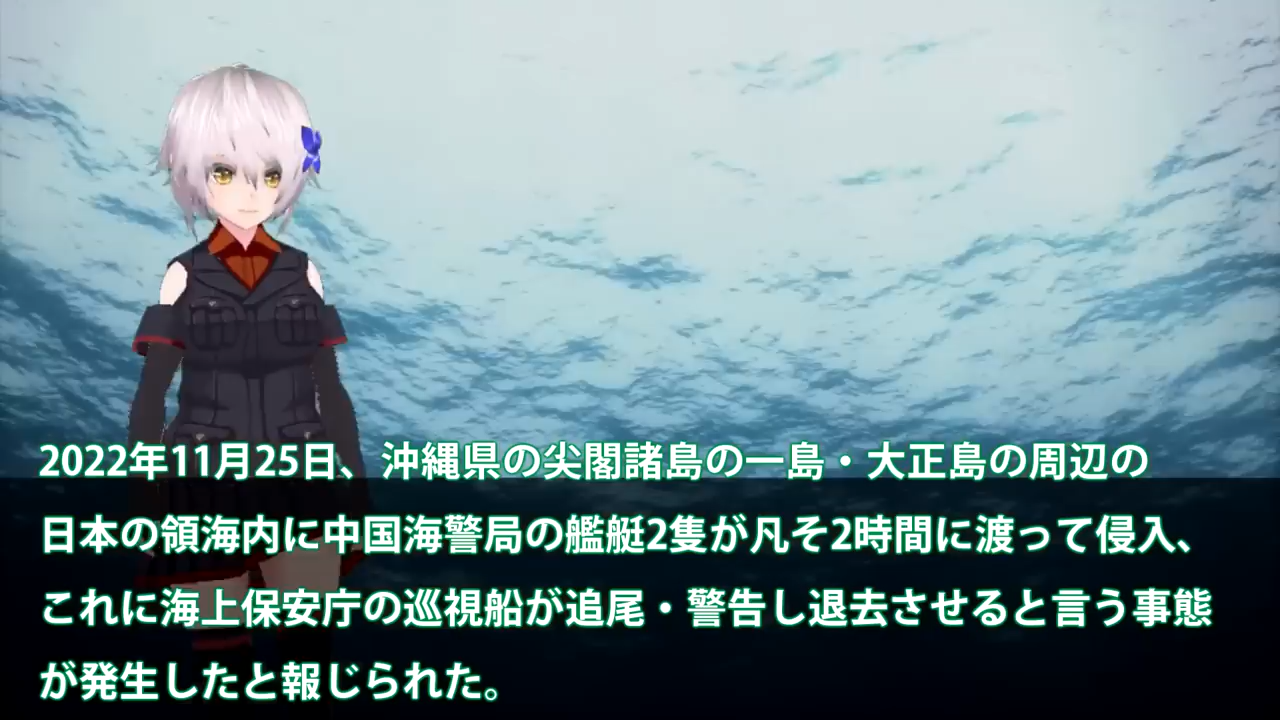 2022年11月25日、沖縄県の尖閣諸島の一島・大正島の周辺の
日本の領海内に中国海警局の艦艇2隻が凡そ2時間に渡って侵入、
これに海上保安庁の巡視船が追尾・警告し退去させると言う事態
が発生したと報じられた。